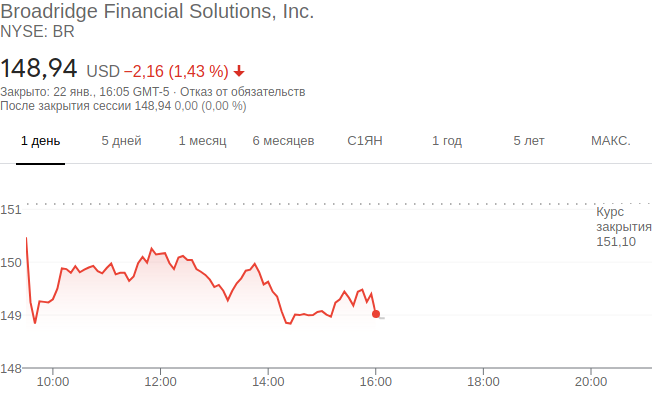 Broadridge Financial Solutions, Inc.
NYSE: BR
148,94 USD −2,16 (1,43 %)
Закрыто: 22 янв., 16:05 GMT-5 · Отказ от обязательств
После закрытия сессии 148,94 0,00 (0,00 %)
1 день 5 дней 1 месяц 6 месяцев С1ЯН 1 год 5 лет МАКС.
151
Курс
закрытия
151,10
150
149
148
10:00 12:00 14:00 16:00 18:00 20:00